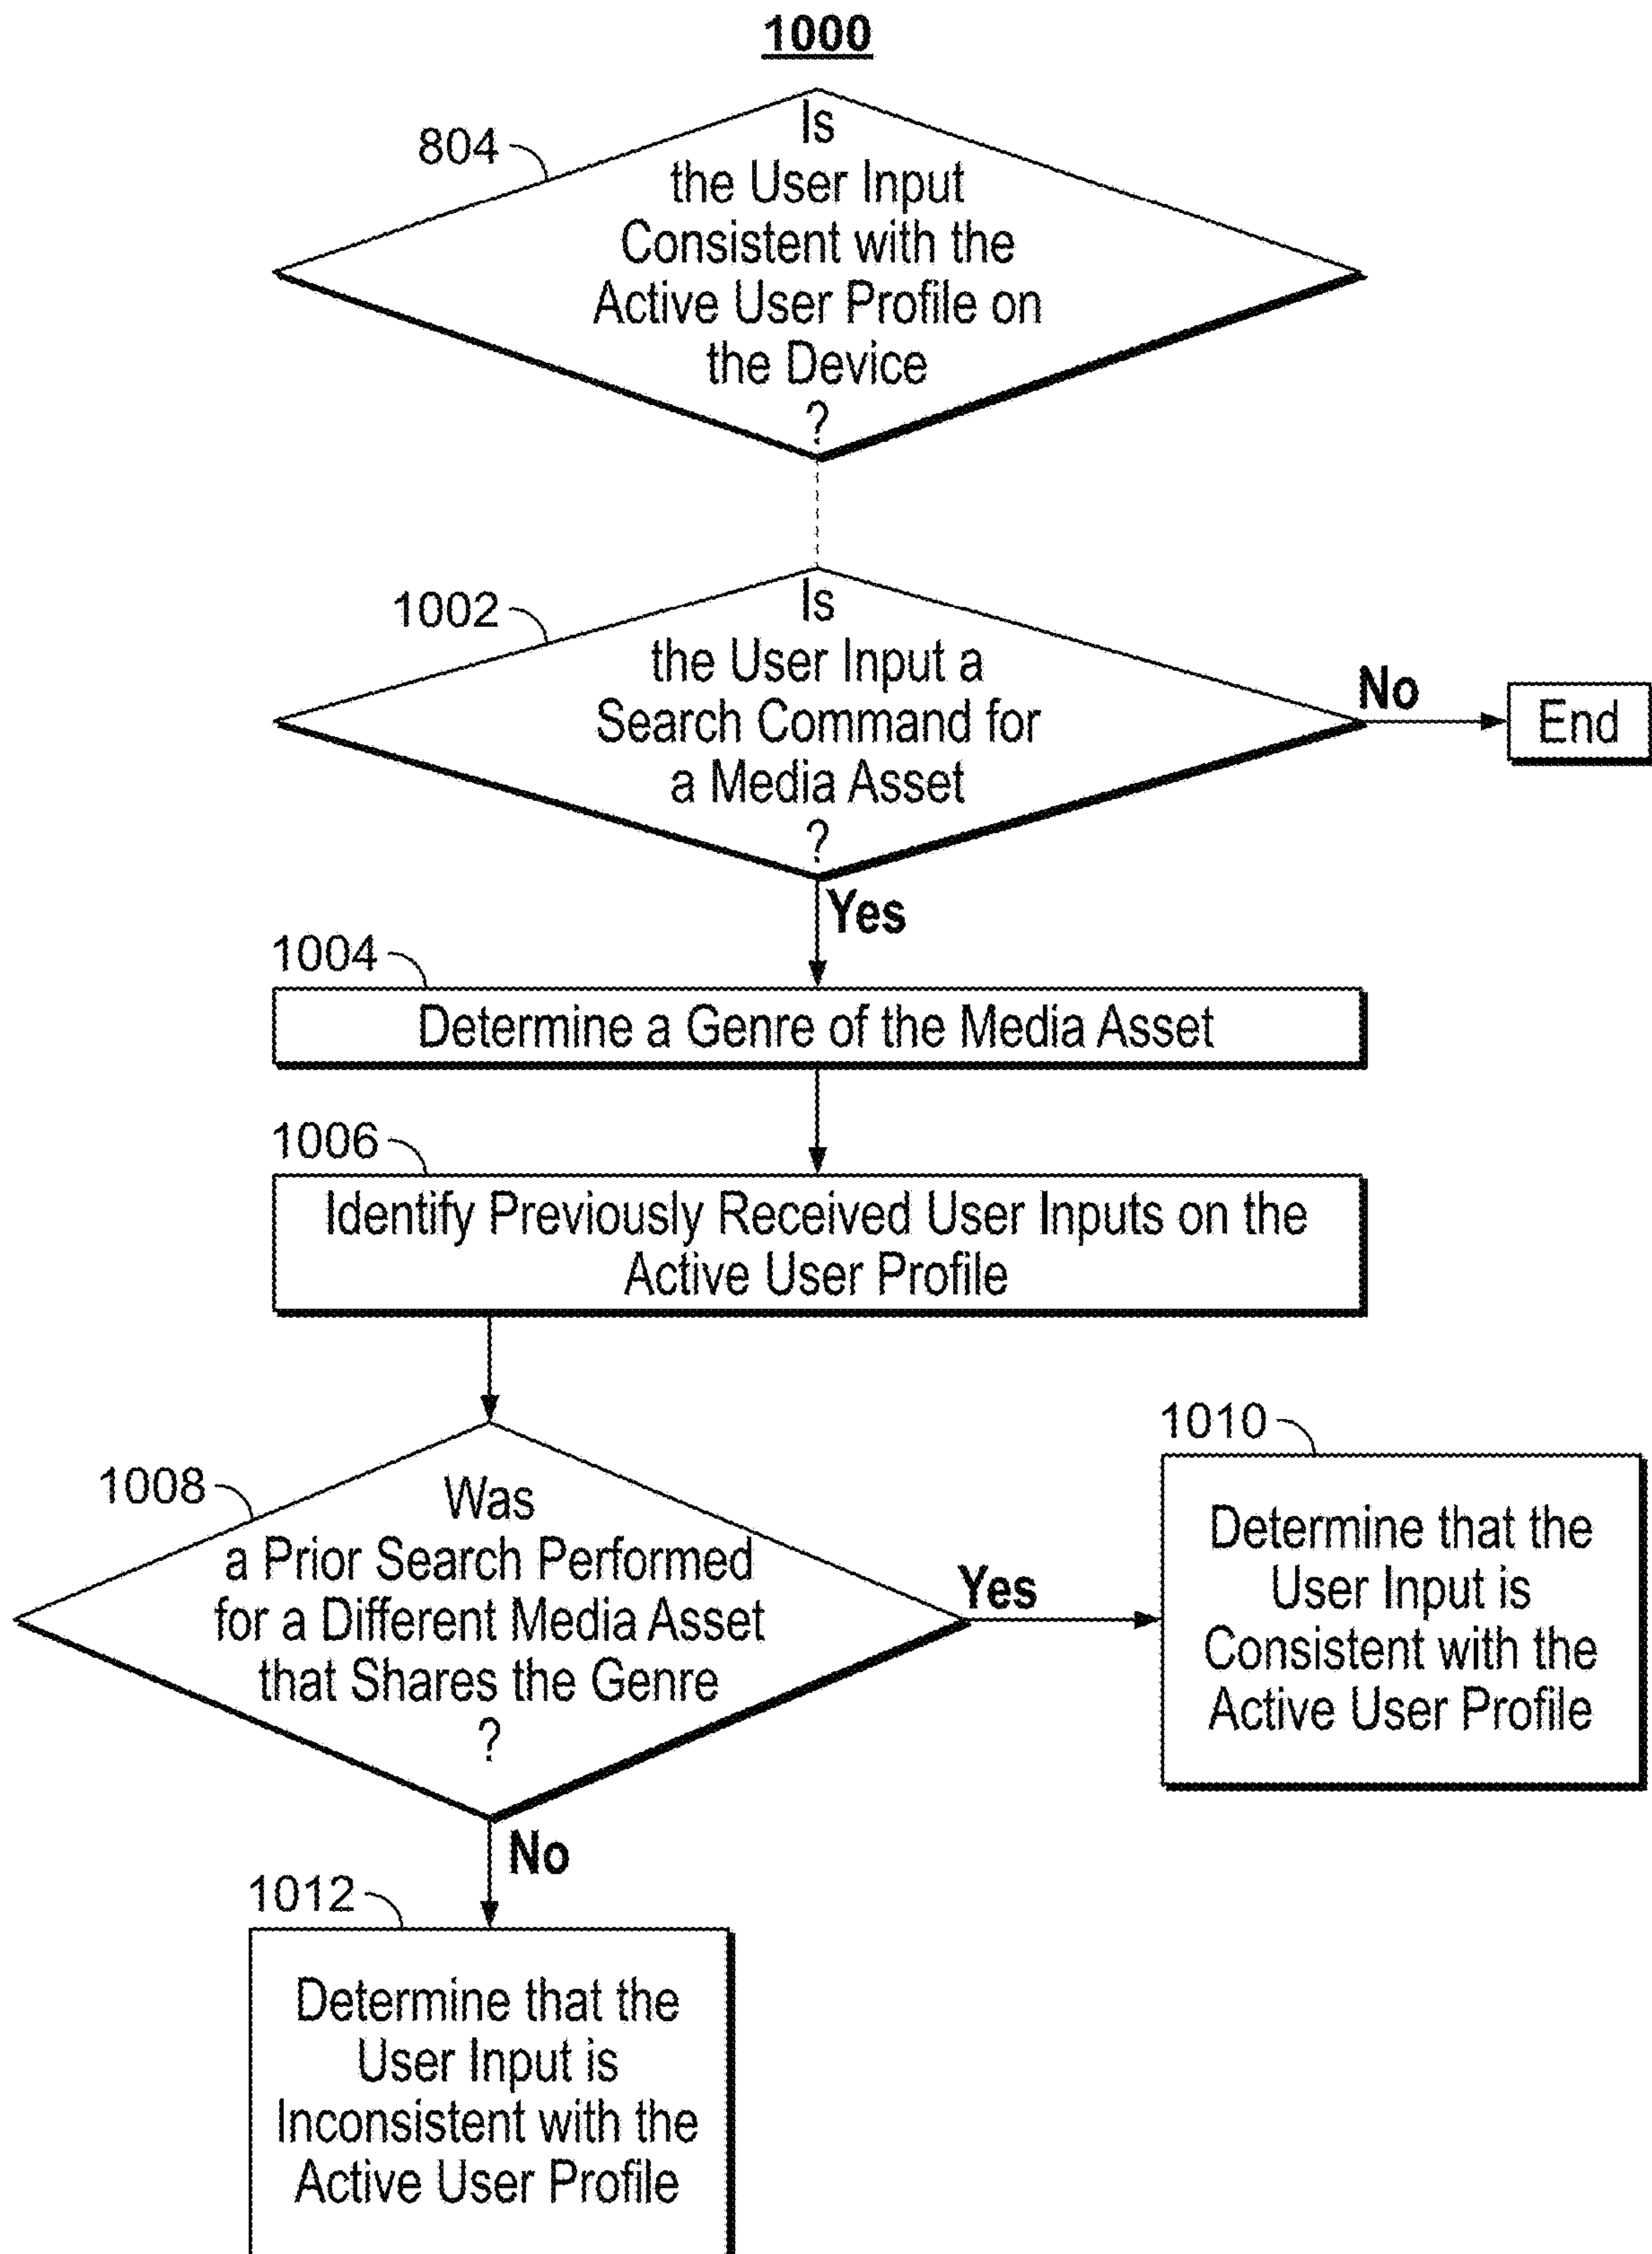 1000
804
Is
the User Input
Consistent with the
Active User Profile on
the Device
?
1002
Is
the User Input a
Search Command for
a Media Asset
?
No
End
Yes
1004
Determine a Genre of the Media Asset
1006
Identify Previously Received User Inputs on the
Active User Profile
1008
Was
a Prior Search Performed
for a Different Media Asset
that Shares the Genre
?
Yes
1010
Determine that the
User Input is
Consistent with the
Active User Profile
No
1012
Determine that the
User Input is
Inconsistent with the
Active User Profile